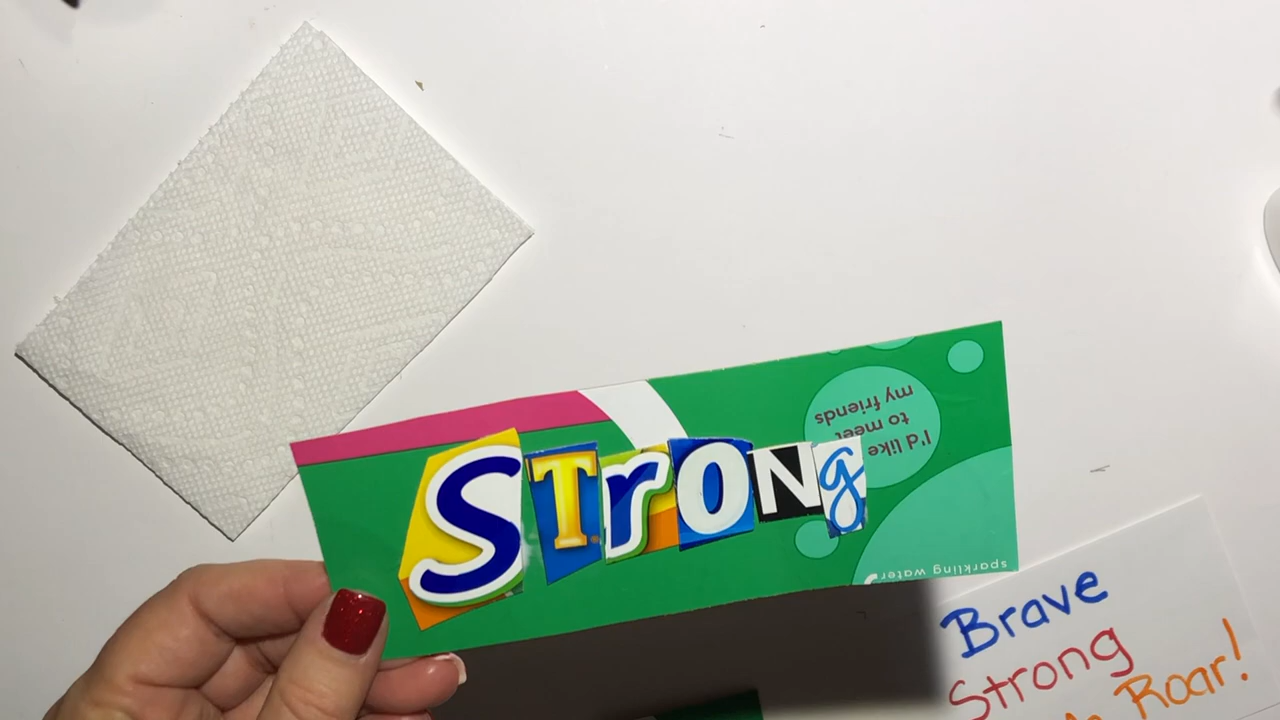 STrONg
I'd like
to meet
my friends
sparkling water
Brave
Strong
Roar!